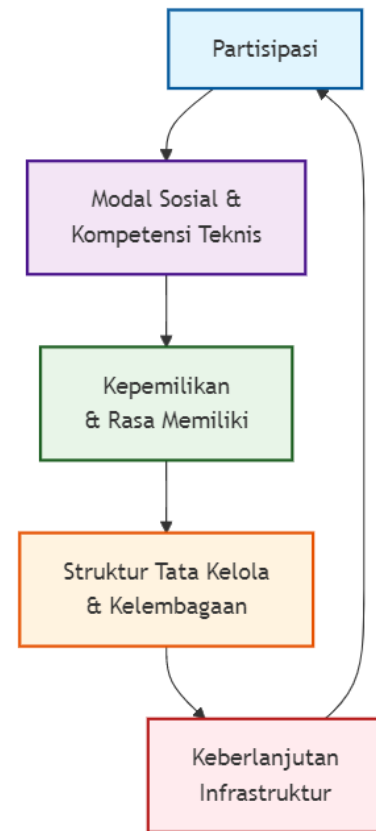 Partisipasi
Modal Sosial &
Kompetensi Teknis
Kepemilikan
& Rasa Memiliki
Struktur Tata Kelola
& Kelembagaan
Keberlanjutan
Infrastruktur